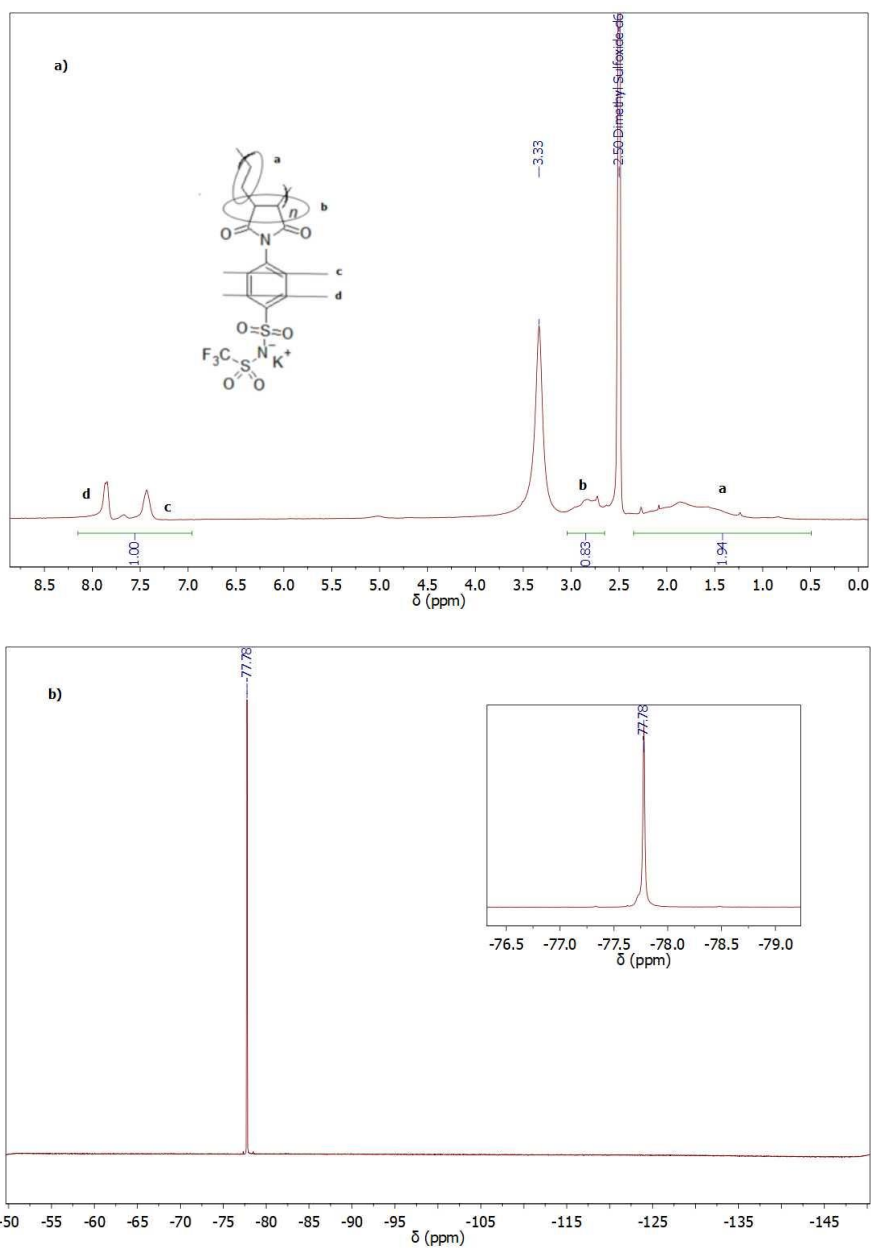 a)
—3.33
—2.50 Dimethyl Sulfoxide-d6
a
b
n
O
O
N
c
d
O=S=O
F3C
N−
K+
S
O
O
d
c
b
a
1.00
0.83
1.94
8.5 8.0 7.5 7.0 6.5 6.0 5.5 5.0 4.5 4.0 3.5 3.0 2.5 2.0 1.5 1.0 0.5 0.0
δ (ppm)
b)
—-77.78
-77.78
-76.5 -77.0 -77.5 -78.0 -78.5 -79.0
δ (ppm)
-50 -55 -60 -65 -70 -75 -80 -85 -90 -95 -105 -115 -125 -135 -145
δ (ppm)